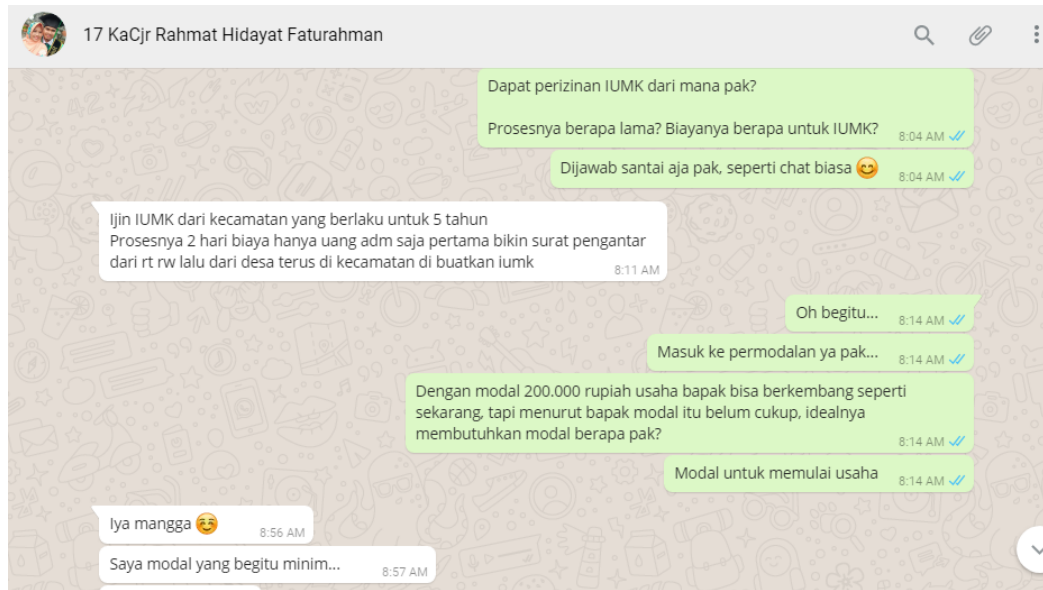 17 KaCjr Rahmat Hidayat Faturahman
Dapat perizinan IUMK dari mana pak?
Prosesnya berapa lama? Biayanya berapa untuk IUMK?
8:04 AM
Dijawab santai aja pak, seperti chat biasa 😊
8:04 AM
Ijin IUMK dari kecamatan yang berlaku untuk 5 tahun
Prosesnya 2 hari biaya hanya uang adm saja pertama bikin surat pengantar
dari rt rw lalu dari desa terus di kecamatan di buatkan iumk
8:11 AM
Oh begitu...
8:14 AM
Masuk ke permodalan ya pak...
8:14 AM
Dengan modal 200.000 rupiah usaha bapak bisa berkembang seperti
sekarang, tapi menurut bapak modal itu belum cukup, idealnya
membutuhkan modal berapa pak?
8:14 AM
Modal untuk memulai usaha
8:14 AM
Iya mangga ☺️
8:56 AM
Saya modal yang begitu minim...
8:57 AM